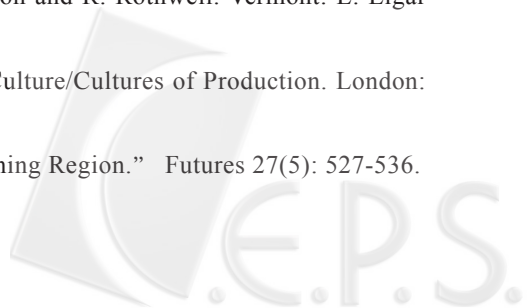 on and R. Rothwell. Vermont: E. Elgar
Culture/Cultures of Production. London:
ning Region.” Futures 27(5): 527-536.
C.E.P.S.